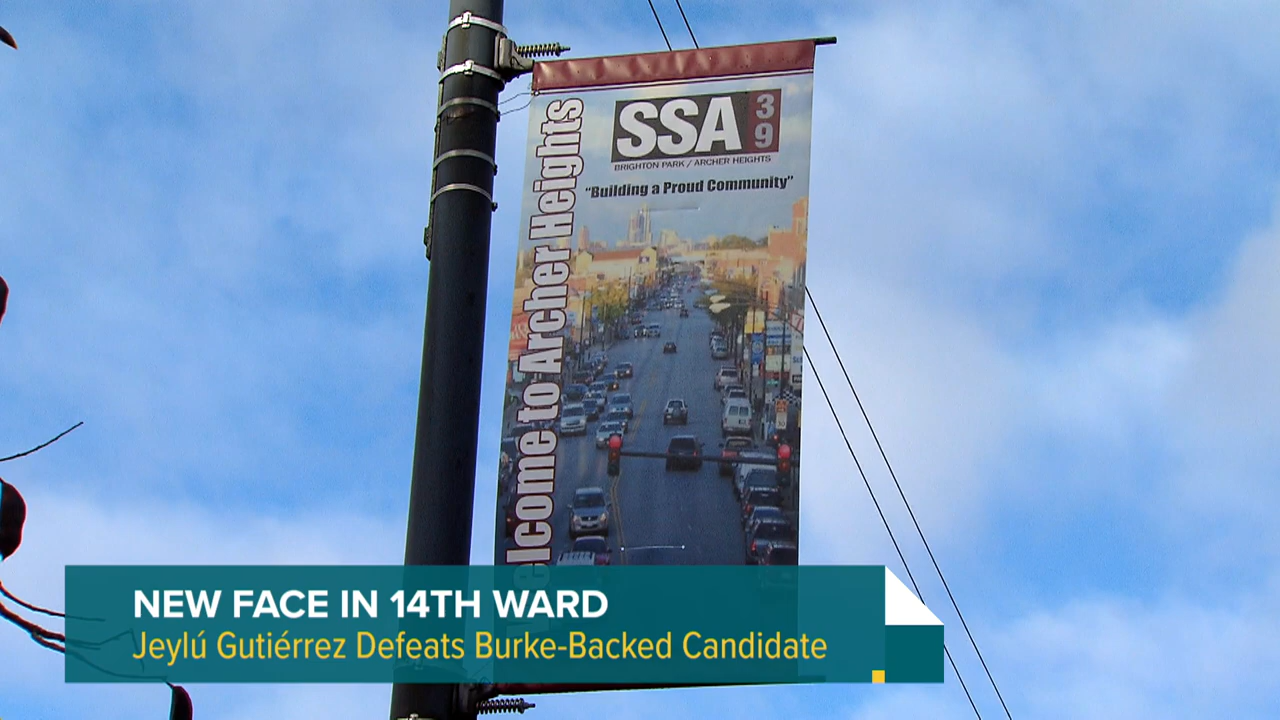 SSA 39
BRIGHTON PARK / ARCHER HEIGHTS
"Building a Proud Community"
elcome to Archer Heights
NEW FACE IN 14TH WARD
Jeylú Gutiérrez Defeats Burke-Backed Candidate